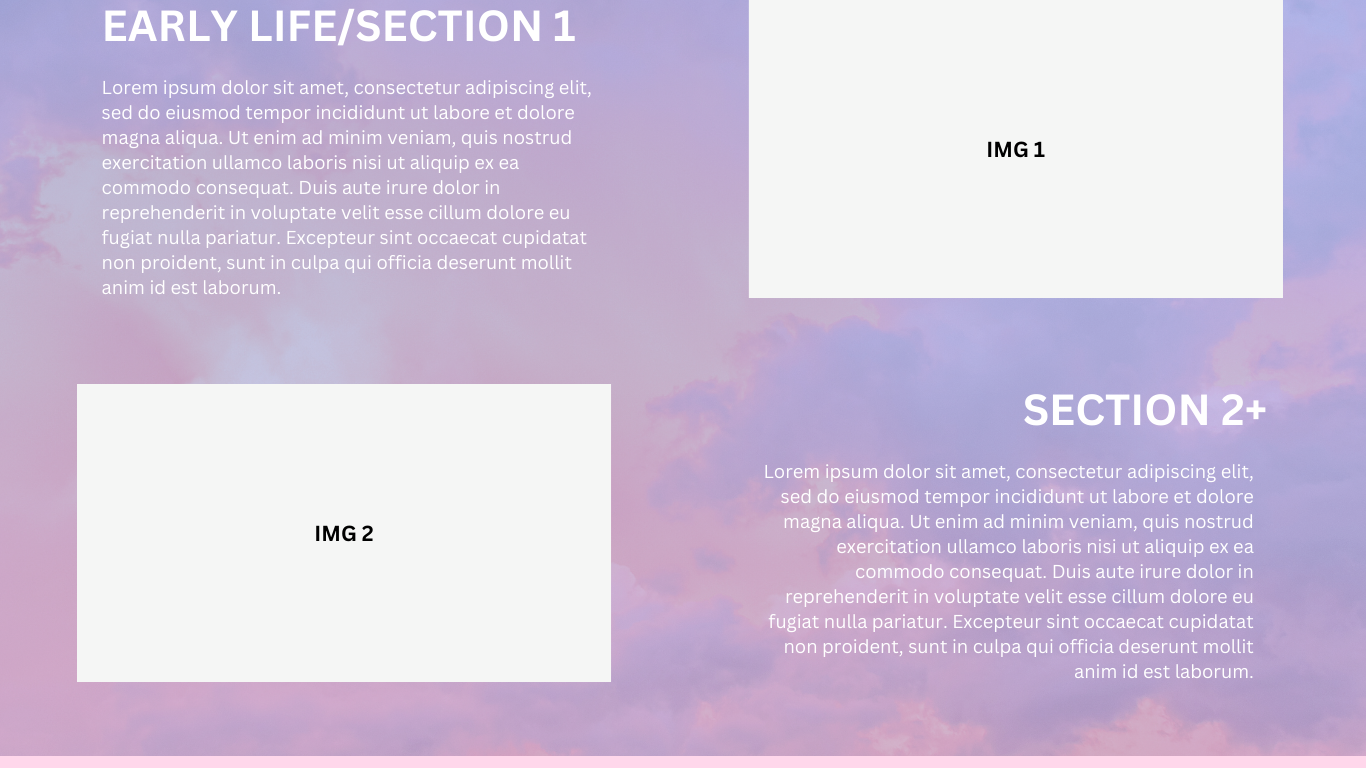 EARLY LIFE/SECTION 1
Lorem ipsum dolor sit amet, consectetur adipiscing elit,
sed do eiusmod tempor incididunt ut labore et dolore
magna aliqua. Ut enim ad minim veniam, quis nostrud
exercitation ullamco laboris nisi ut aliquip ex ea
commodo consequat. Duis aute irure dolor in
reprehenderit in voluptate velit esse cillum dolore eu
fugiat nulla pariatur. Excepteur sint occaecat cupidatat
non proident, sunt in culpa qui officia deserunt mollit
anim id est laborum.
IMG 1
IMG 2
SECTION 2+
Lorem ipsum dolor sit amet, consectetur adipiscing elit,
sed do eiusmod tempor incididunt ut labore et dolore
magna aliqua. Ut enim ad minim veniam, quis nostrud
exercitation ullamco laboris nisi ut aliquip ex ea
commodo consequat. Duis aute irure dolor in
reprehenderit in voluptate velit esse cillum dolore eu
fugiat nulla pariatur. Excepteur sint occaecat cupidatat
non proident, sunt in culpa qui officia deserunt mollit
anim id est laborum.